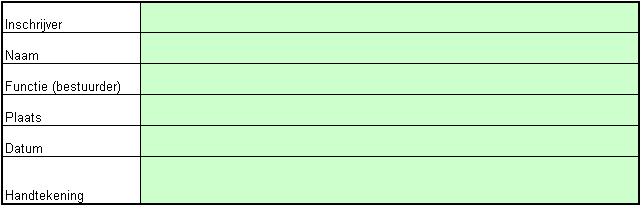 Inschrijver
Naam
Functie (bestuurder)
Plaats
Datum
Handtekening